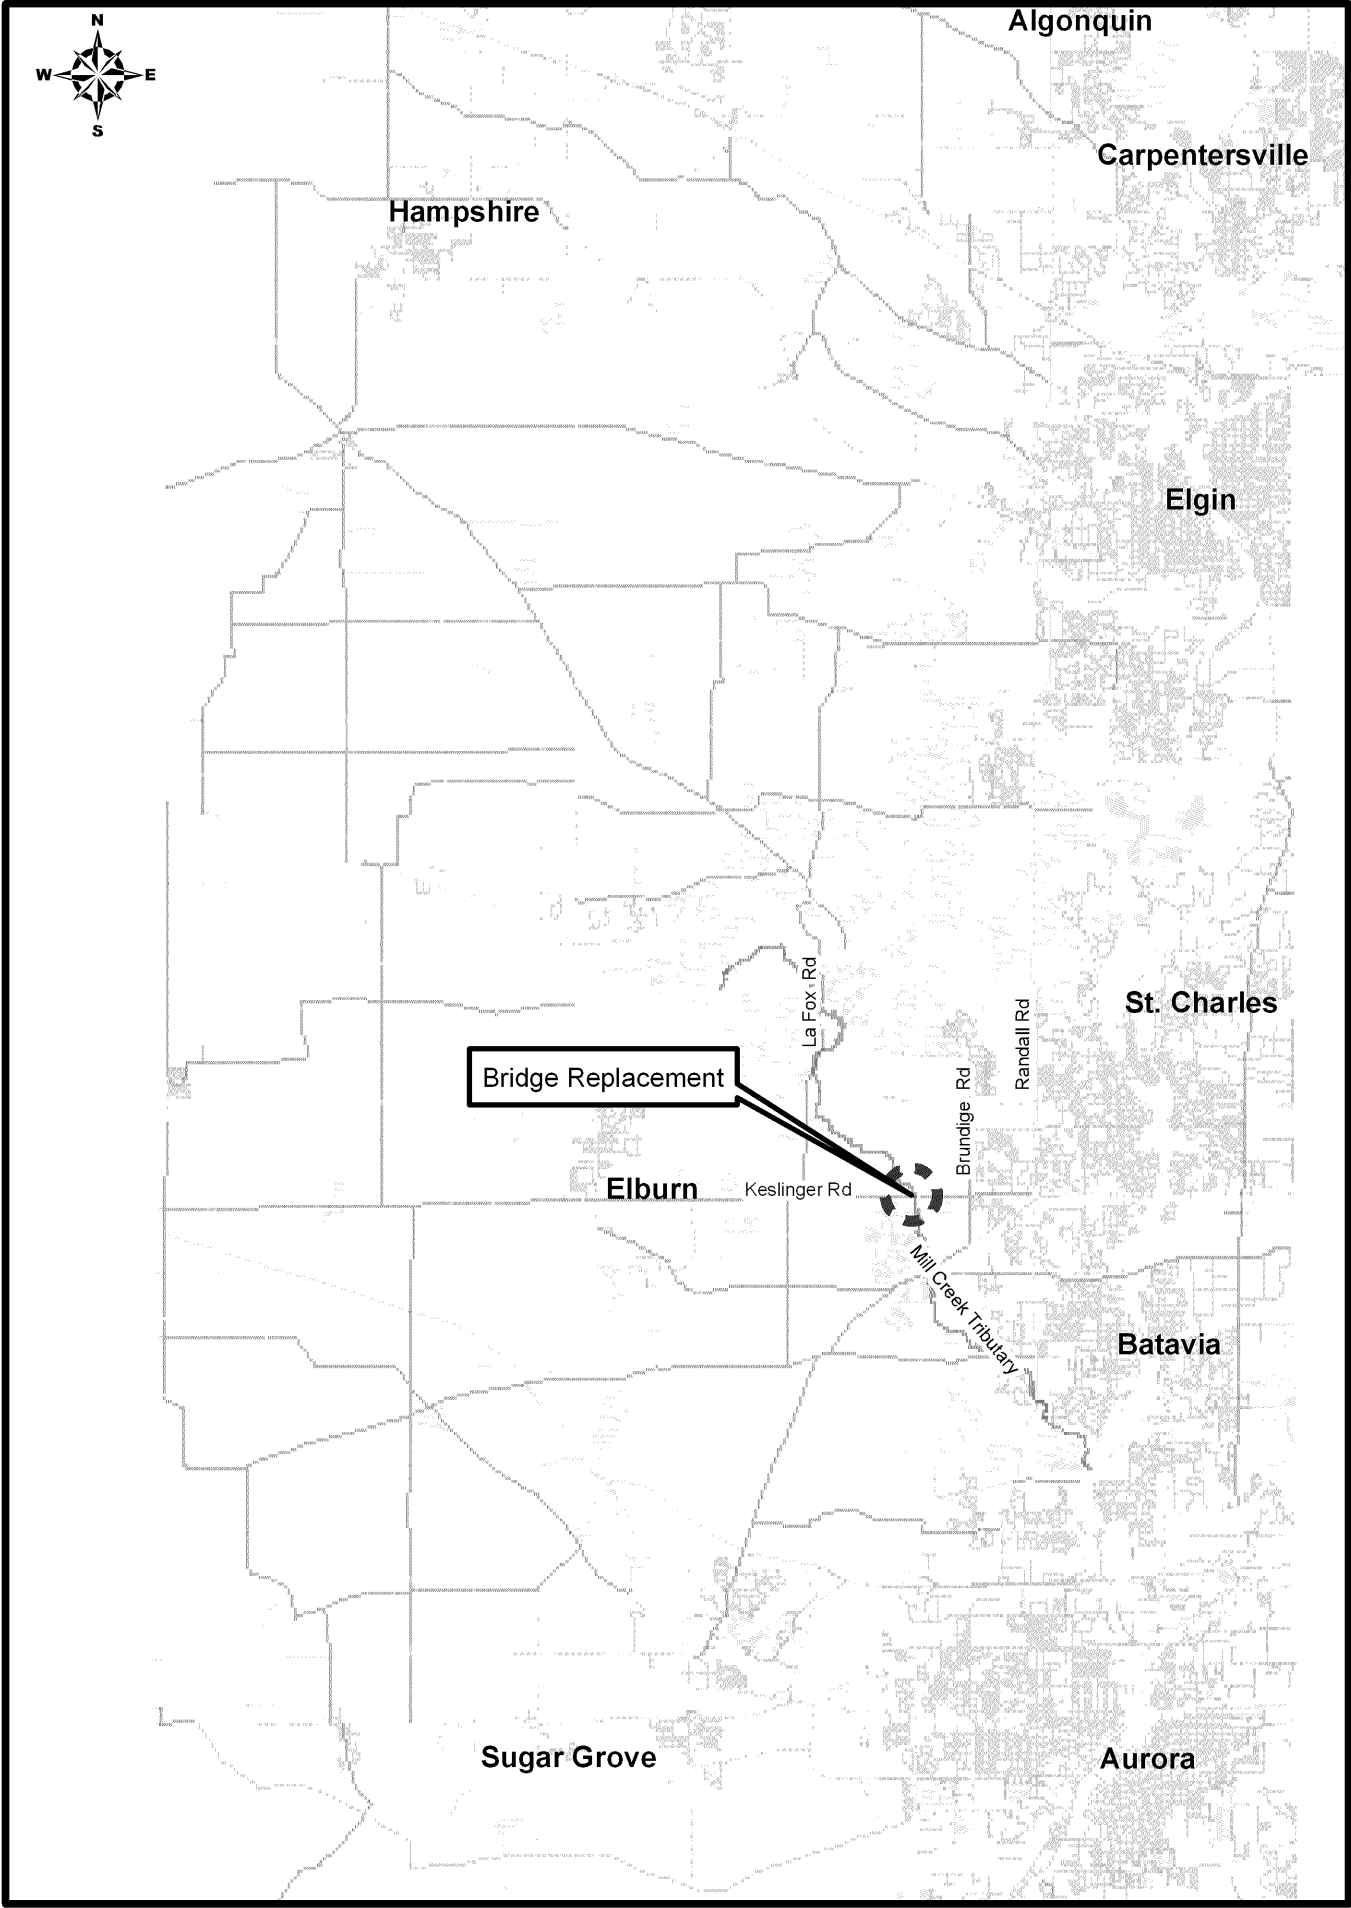 N
Algonquin
W
E
S
Carpentersville
Hampshire
Elgin
La Fox Rd
St. Charles
Randall Rd
Bridge Replacement
Brundige Rd
Elburn
Keslinger Rd
Mill Creek Tributary
Batavia
Sugar Grove
Aurora